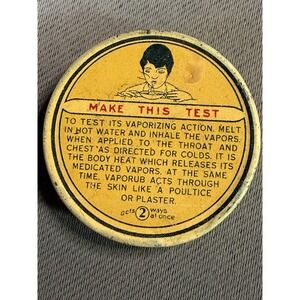 MAKE THIS TEST
TO TEST ITS VAPORIZING ACTION, MELT
IN HOT WATER AND INHALE THE VAPORS.
WHEN APPLIED TO THE THROAT AND
CHEST AS DIRECTED FOR COLDS, IT IS
THE BODY HEAT WHICH RELEASES ITS
MEDICATED VAPORS. AT THE SAME
TIME, VAPORUB ACTS THROUGH
THE SKIN LIKE A POULTICE
OR PLASTER.
acts 2 ways
at once